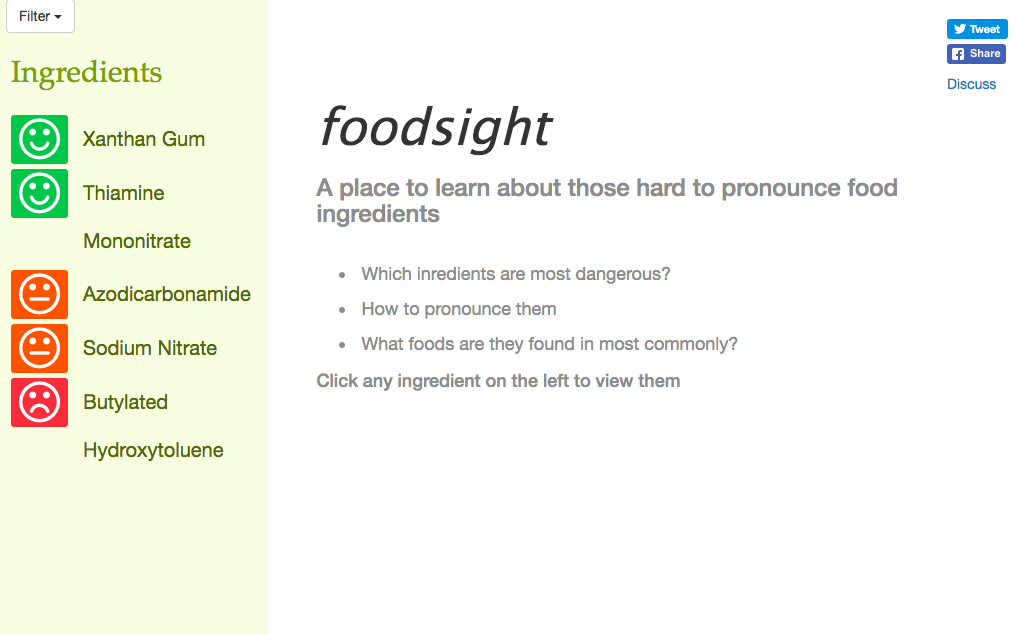 Filter
Ingredients
Xanthan Gum
Thiamine
Mononitrate
Azodicarbonamide
Sodium Nitrate
Butylated
Hydroxytoluene
foodsight
A place to learn about those hard to pronounce food
ingredients
Which inredients are most dangerous?
How to pronounce them
What foods are they found in most commonly?
Click any ingredient on the left to view them
Tweet
Share
Discuss